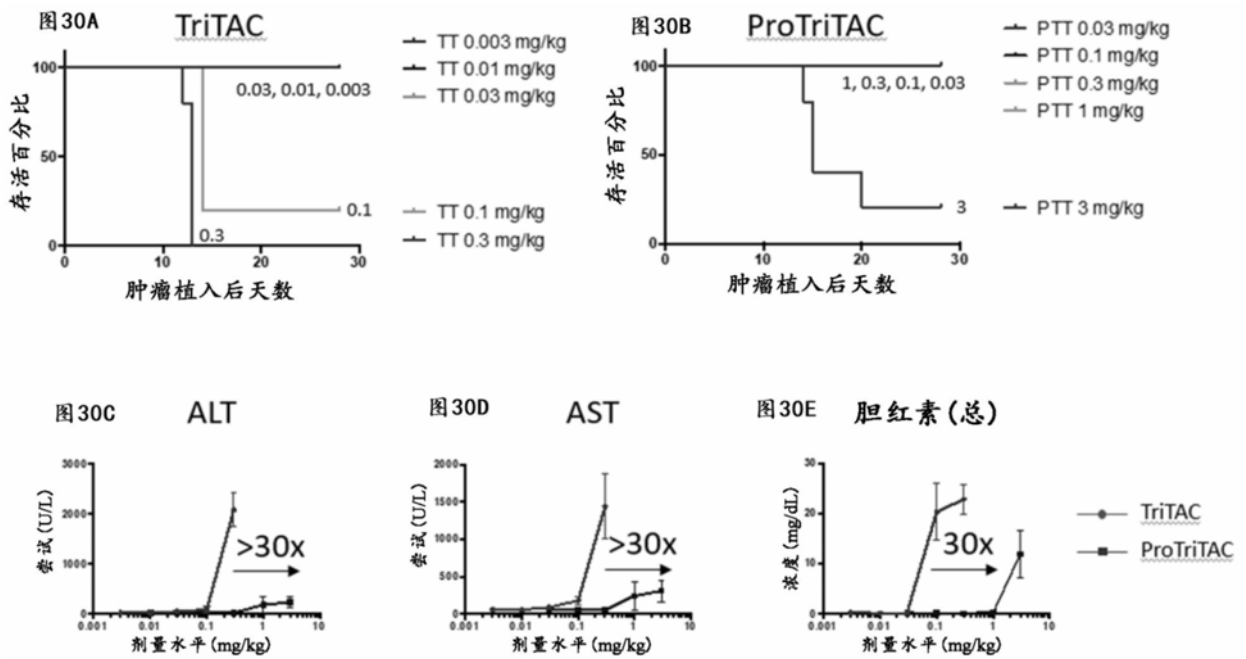 图30A
TriTAC
TT 0.003 mg/kg
TT 0.01 mg/kg
TT 0.03 mg/kg
TT 0.1 mg/kg
TT 0.3 mg/kg
存活百分比
100
50
0
0.03, 0.01, 0.003
0.1
0.3
0 10 20 30
肿瘤植入后天数
图30B
ProTriTAC
PTT 0.03 mg/kg
PTT 0.1 mg/kg
PTT 0.3 mg/kg
PTT 1 mg/kg
PTT 3 mg/kg
存活百分比
100
50
0
1, 0.3, 0.1, 0.03
3
0 10 20 30
肿瘤植入后天数
图30C
ALT
尝试(U/L)
3000
2000
1000
0
>30x
0.001 0.01 0.1 1 10
剂量水平(mg/kg)
图30D
AST
尝试(U/L)
2000
1500
1000
500
0
>30x
0.001 0.01 0.1 1 10
剂量水平(mg/kg)
图30E
胆红素(总)
浓度(mg/dL)
30
20
10
0
30x
0.001 0.01 0.1 1 10
剂量水平(mg/kg)
TriTAC
ProTriTAC